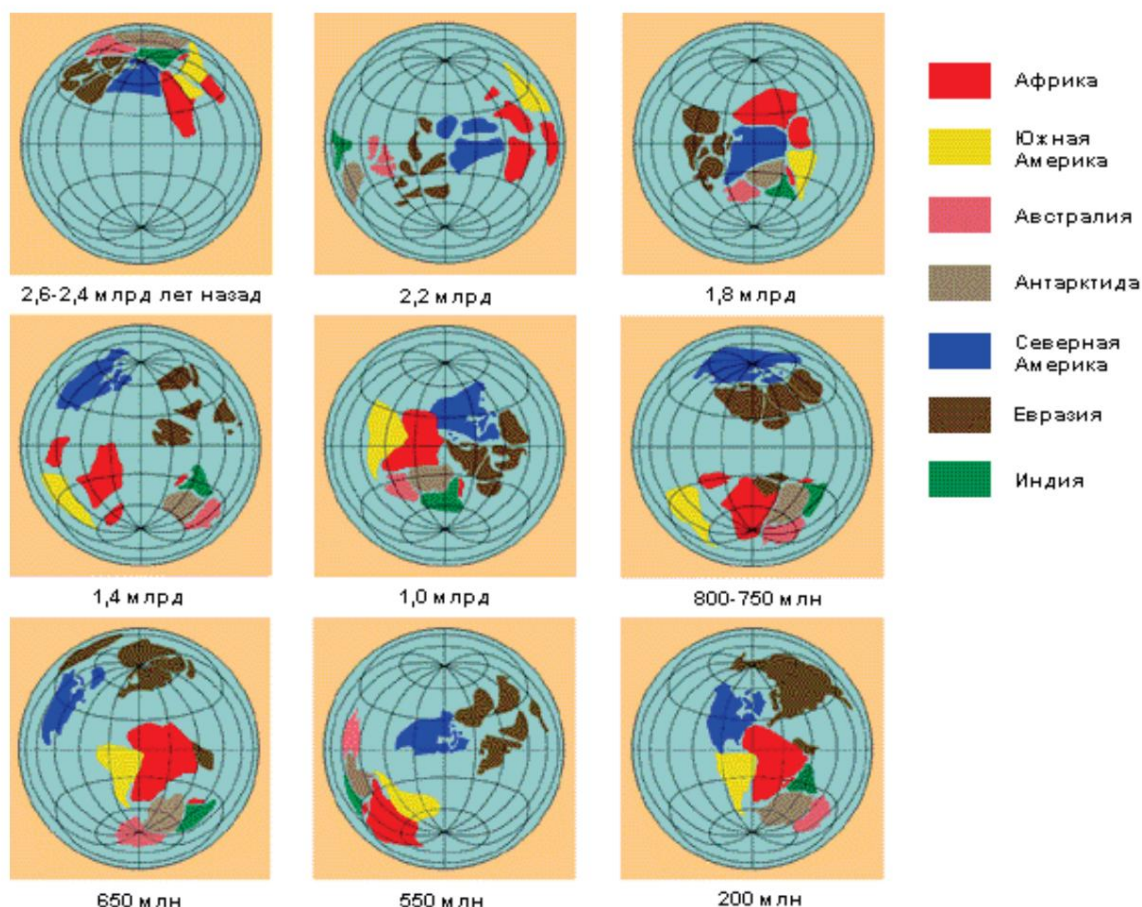 2,6-2,4 млрд лет назад
2,2 млрд
1,8 млрд
1,4 млрд
1,0 млрд
800-750 млн
650 млн
550 млн
200 млн
Африка
Южная
Америка
Австралия
Антарктида
Северная
Америка
Евразия
Индия